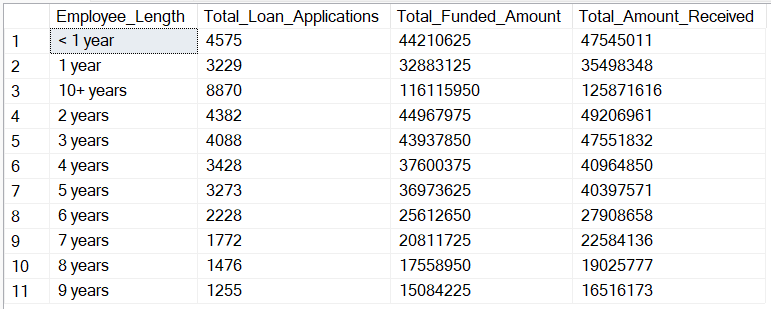 Employee_Length Total_Loan_Applications Total_Funded_Amount Total_Amount_Received
1 < 1 year 4575 44210625 47545011
2 1 year 3229 32883125 35498348
3 10+ years 8870 116115950 125871616
4 2 years 4382 44967975 49206961
5 3 years 4088 43937850 47551832
6 4 years 3428 37600375 40964850
7 5 years 3273 36973625 40397571
8 6 years 2228 25612650 27908658
9 7 years 1772 20811725 22584136
10 8 years 1476 17558950 19025777
11 9 years 1255 15084225 16516173